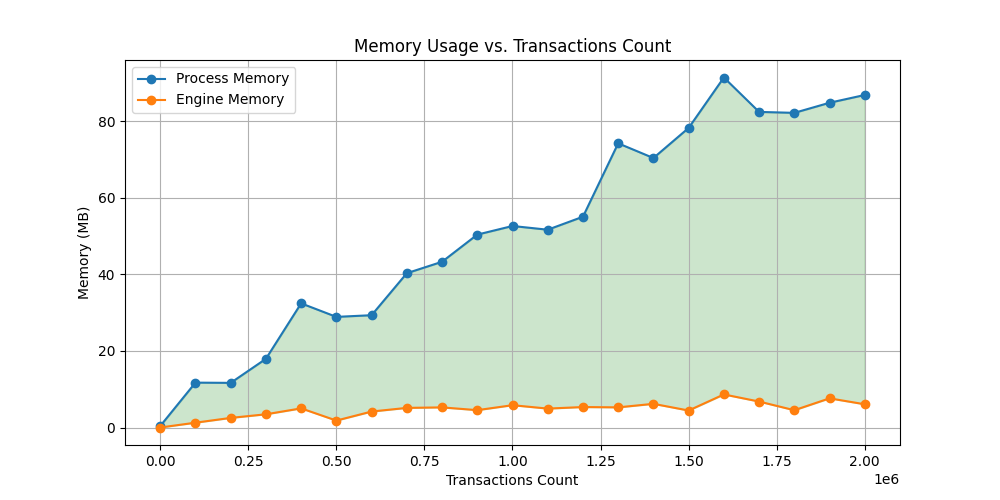 Memory Usage vs. Transactions Count
Process Memory
Engine Memory
Memory (MB)
80
60
40
20
0
0.00 0.25 0.50 0.75 1.00 1.25 1.50 1.75 2.00
1e6
Transactions Count